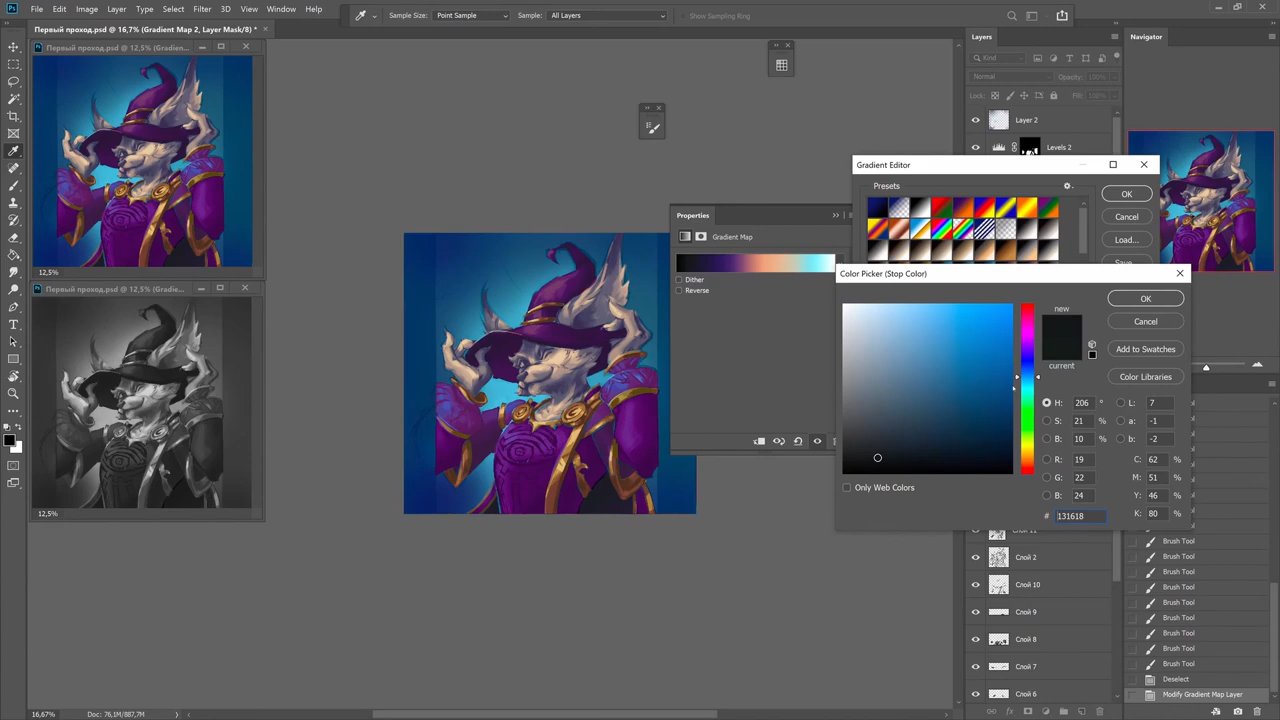 Ps File Edit Image Layer Type Select Filter 3D View Window Help
Sample Size: Point Sample Sample: All Layers Show Sampling Ring
Первый проход.psd @ 16,7% (Gradient Map 2, Layer Mask/8) *
Первый проход.psd @ 12,5% (Gradien...
12,5%
Первый проход.psd @ 12,5% (Gradie...
12,5%
Properties
Gradient Map
Dither
Reverse
Layers
Kind
Normal Opacity: 100%
Lock: Fill: 100%
Layer 2
Levels 2
Navigator
Gradient Editor
Presets
OK
Cancel
Load...
Save...
Color Picker (Stop Color)
new
current
OK
Cancel
Add to Swatches
Color Libraries
H: 206 ° L: 7
S: 21 % a: -1
B: 10 % b: -2
R: 19 C: 62 %
G: 22 M: 51 %
B: 24 Y: 46 %
# 131618 K: 80 %
Only Web Colors
Слой 11
Слой 2
Слой 10
Слой 9
Слой 8
Слой 7
Слой 6
Brush Tool
Brush Tool
Brush Tool
Brush Tool
Brush Tool
Brush Tool
Brush Tool
Brush Tool
Brush Tool
Deselect
Modify Gradient Map Layer
16,67% Doc: 76,1M/887,7M